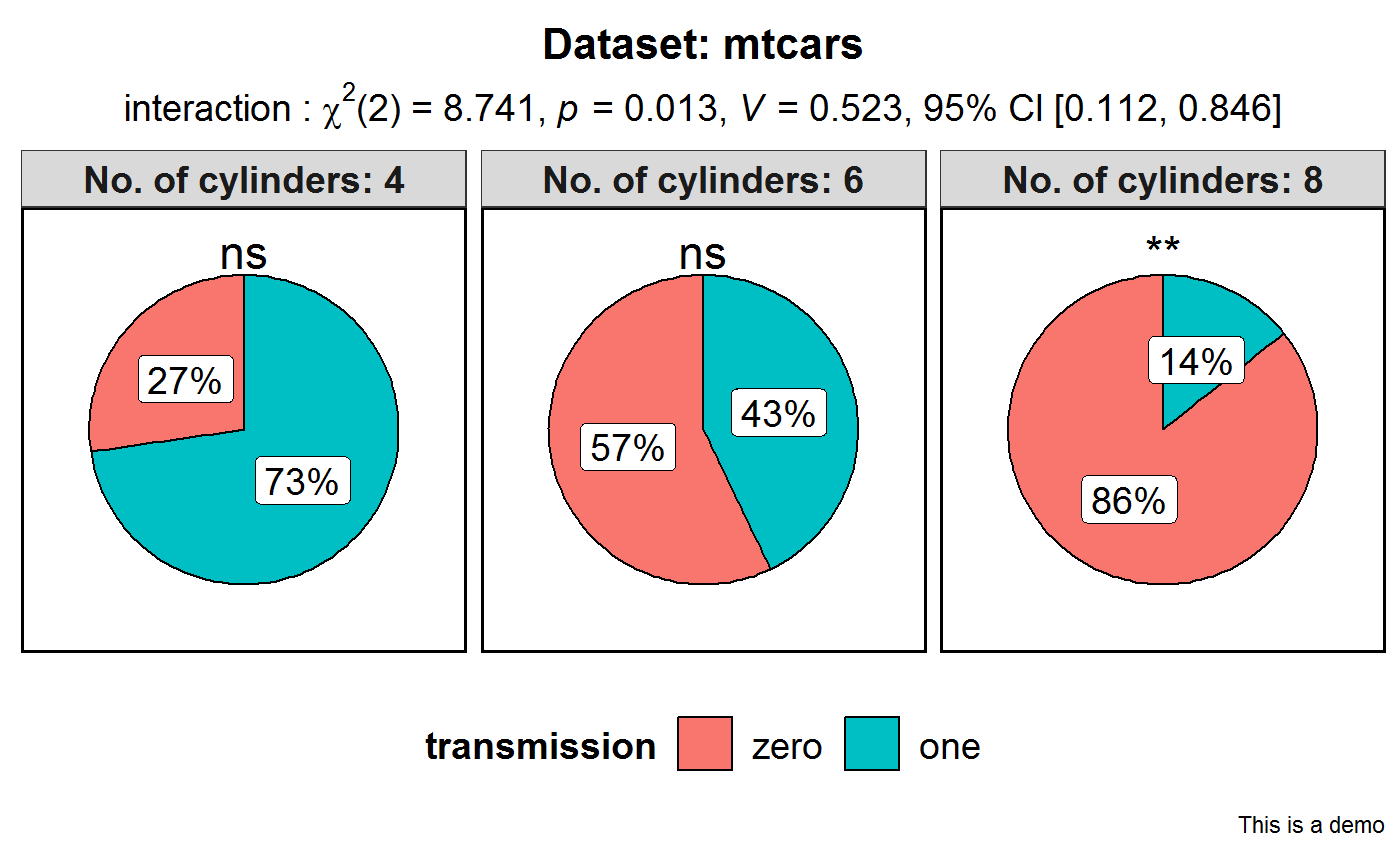 Dataset: mtcars
interaction : χ²(2) = 8.741, p = 0.013, V = 0.523, 95% CI [0.112, 0.846]
No. of cylinders: 4
No. of cylinders: 6
No. of cylinders: 8
ns
27%
73%
ns
43%
57%
**
14%
86%
transmission zero one
This is a demo